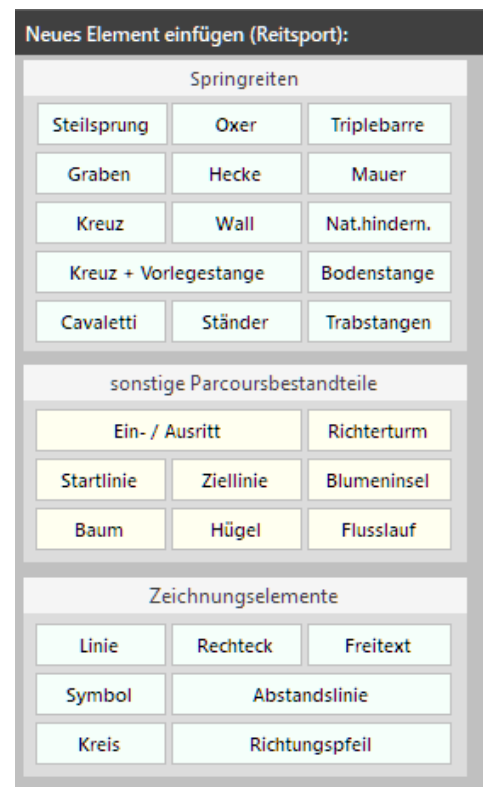 Neues Element einfügen (Reitsport):
Springreiten
Steilsprung Oxer Triplebarre
Graben Hecke Mauer
Kreuz Wall Nat.hindern.
Kreuz + Vorlegestange Bodenstange
Cavaletti Ständer Trabstangen
sonstige Parcoursbestandteile
Ein- / Ausritt Richterturm
Startlinie Ziellinie Blumeninsel
Baum Hügel Flusslauf
Zeichnungselemente
Linie Rechteck Freitext
Symbol Abstandslinie
Kreis Richtungspfeil